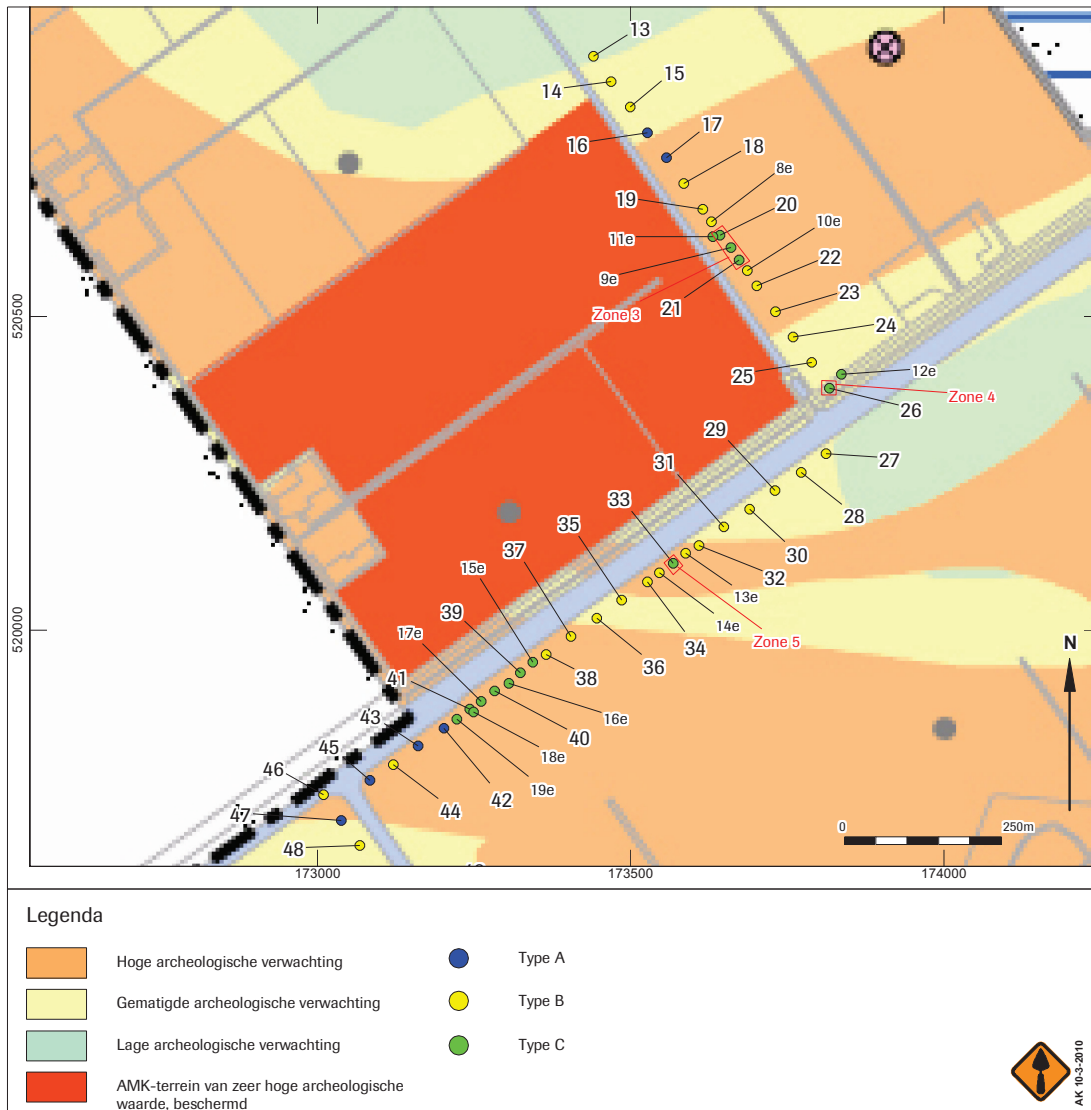 13
14
15
16
17
18
8e
19
20
10e
11e
9e
22
21
Zone 3
23
24
25
12e
26
Zone 4
27
28
29
30
31
32
33
13e
14e
Zone 5
34
35
36
37
15e
38
39
17e
16e
40
41
18e
43
42
19e
45
44
46
47
48
520500
520000
N
0 250m
173000 173500 174000
Legenda
Hoge archeologische verwachting
Gematigde archeologische verwachting
Lage archeologische verwachting
AMK-terrein van zeer hoge archeologische
waarde, beschermd
Type A
Type B
Type C
AK 10-3-2010